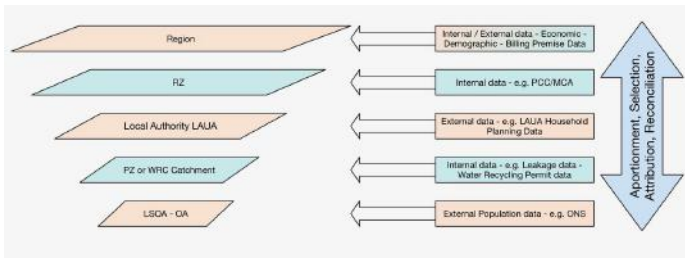 Region
Internal / External data - Economic -
Demographic - Billing Premise Data
RZ
Internal data - e.g. PCC/MCA
Local Authority LAUA
External data - e.g. LAUA Household
Planning Data
PZ or WRC Catchment
Internal data - e.g. Leakage data -
Water Recycling Permit data
LSOA - OA
External Population data - e.g. ONS
Aportionment, Selection,
Attribution, Reconciliation